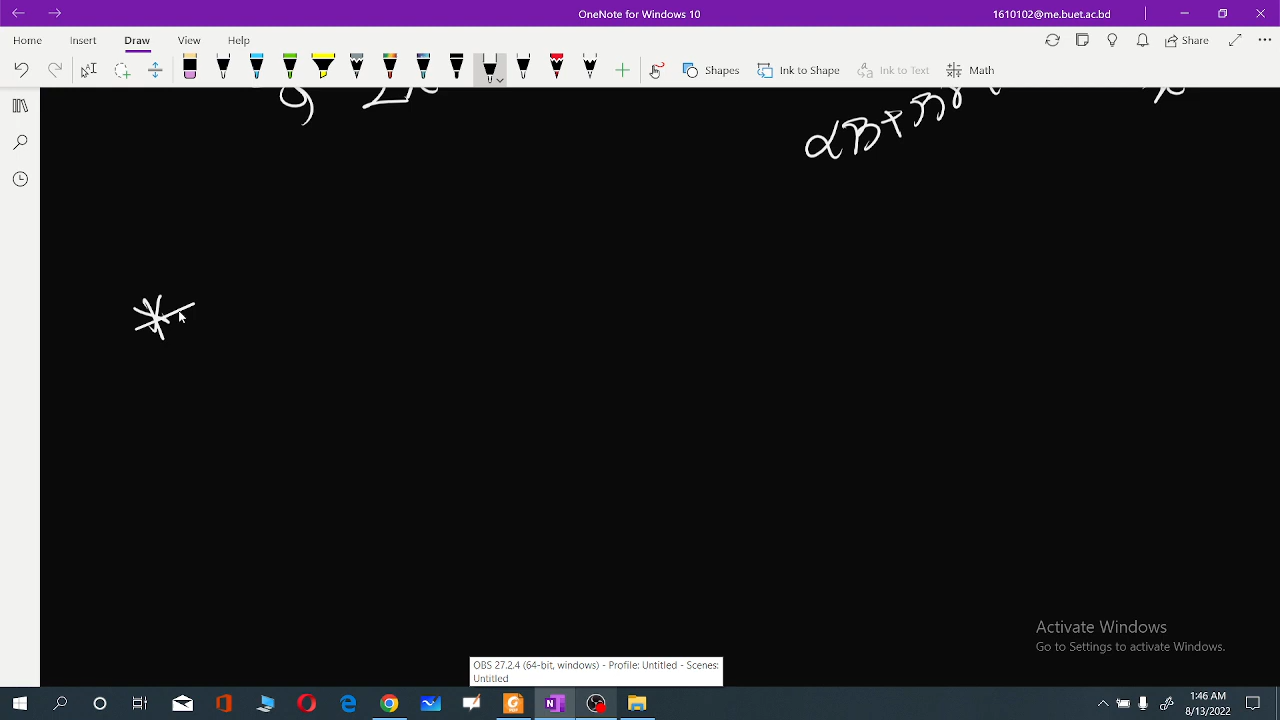 OneNote for Windows 10
1610102@me.buet.ac.bd
Home Insert Draw View Help
Share
Shapes
Ink to Shape
Ink to Text
Math
αB+B
*
Activate Windows
Go to Settings to activate Windows.
OBS 27.2.4 (64-bit, windows) - Profile: Untitled - Scenes:
Untitled
1:46 AM
8/13/2022